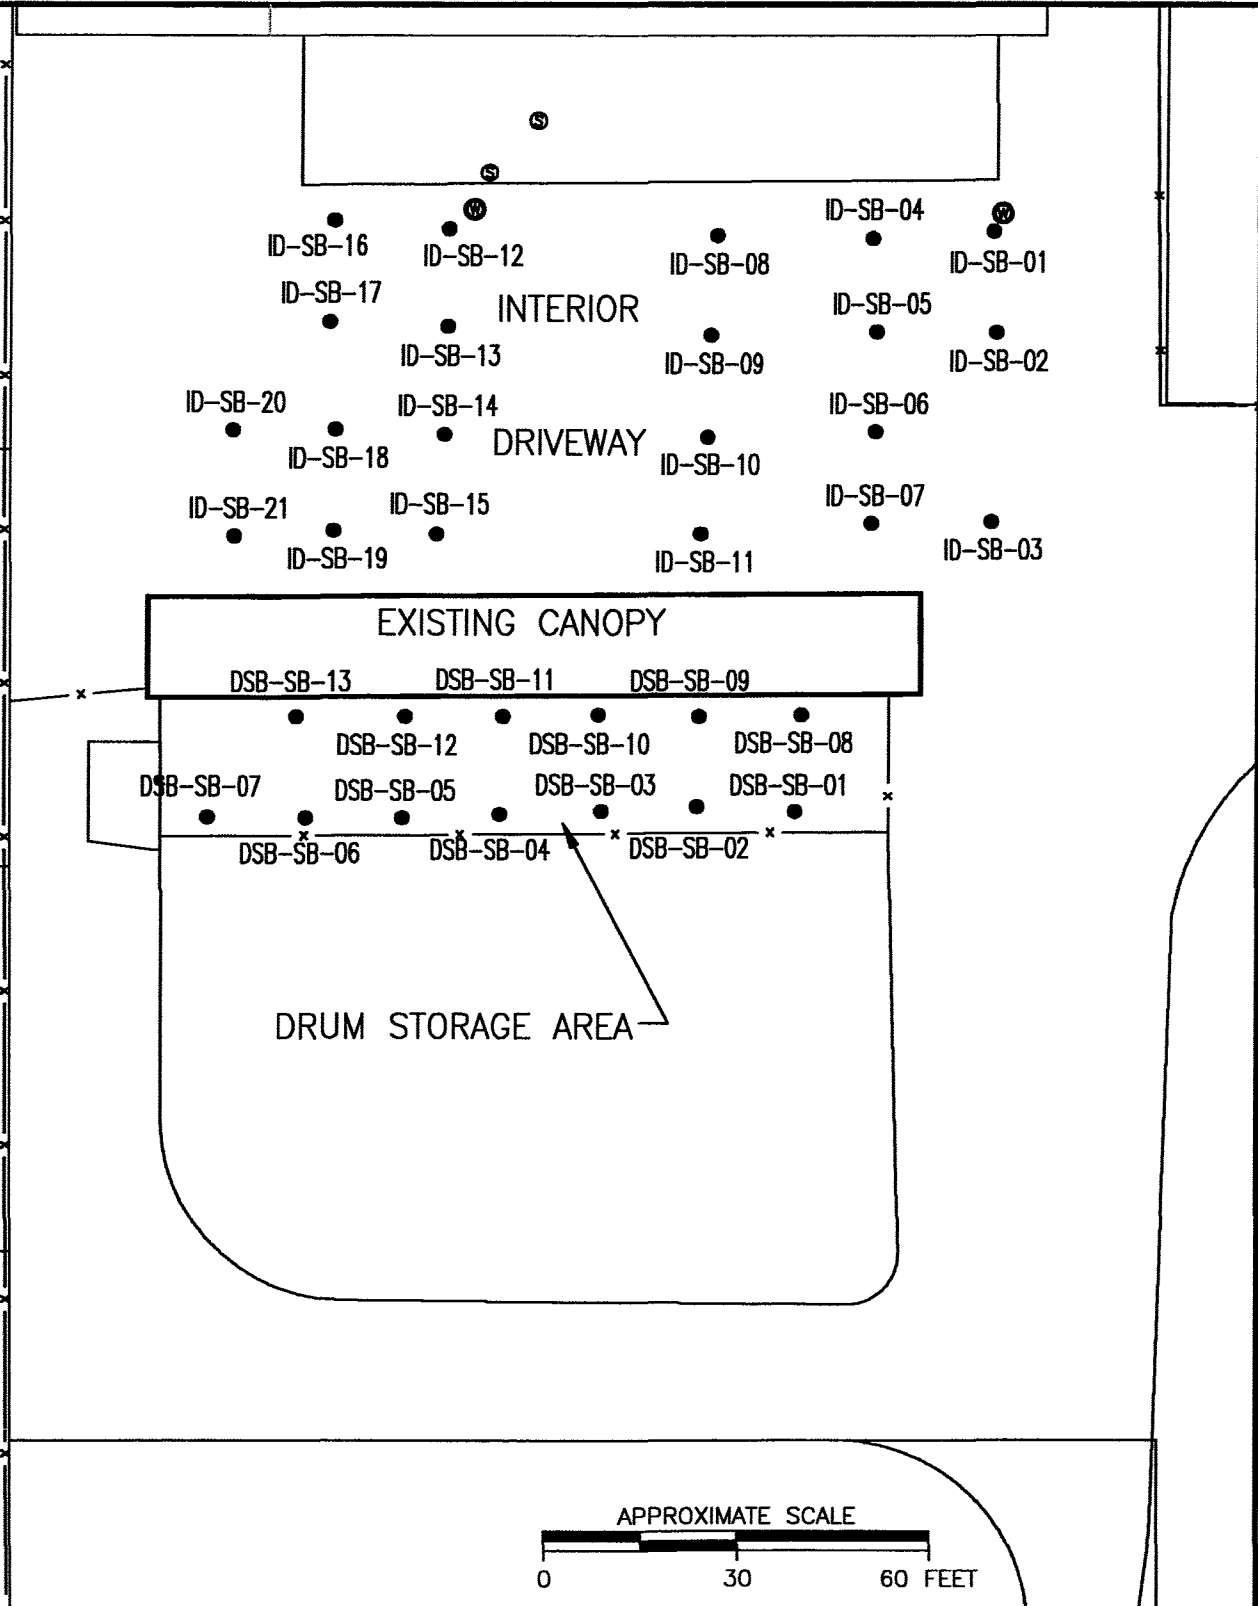 S
S
W
W
ID-SB-04
ID-SB-16
ID-SB-12
ID-SB-08
ID-SB-01
ID-SB-17
INTERIOR
ID-SB-05
ID-SB-13
ID-SB-09
ID-SB-02
ID-SB-20
ID-SB-14
ID-SB-06
DRIVEWAY
ID-SB-18
ID-SB-10
ID-SB-21
ID-SB-15
ID-SB-07
ID-SB-19
ID-SB-11
ID-SB-03
EXISTING CANOPY
DSB-SB-13
DSB-SB-11
DSB-SB-09
DSB-SB-12
DSB-SB-10
DSB-SB-08
DSB-SB-07
DSB-SB-05
DSB-SB-03
DSB-SB-01
DSB-SB-06
DSB-SB-04
DSB-SB-02
DRUM STORAGE AREA
APPROXIMATE SCALE
0 30 60 FEET